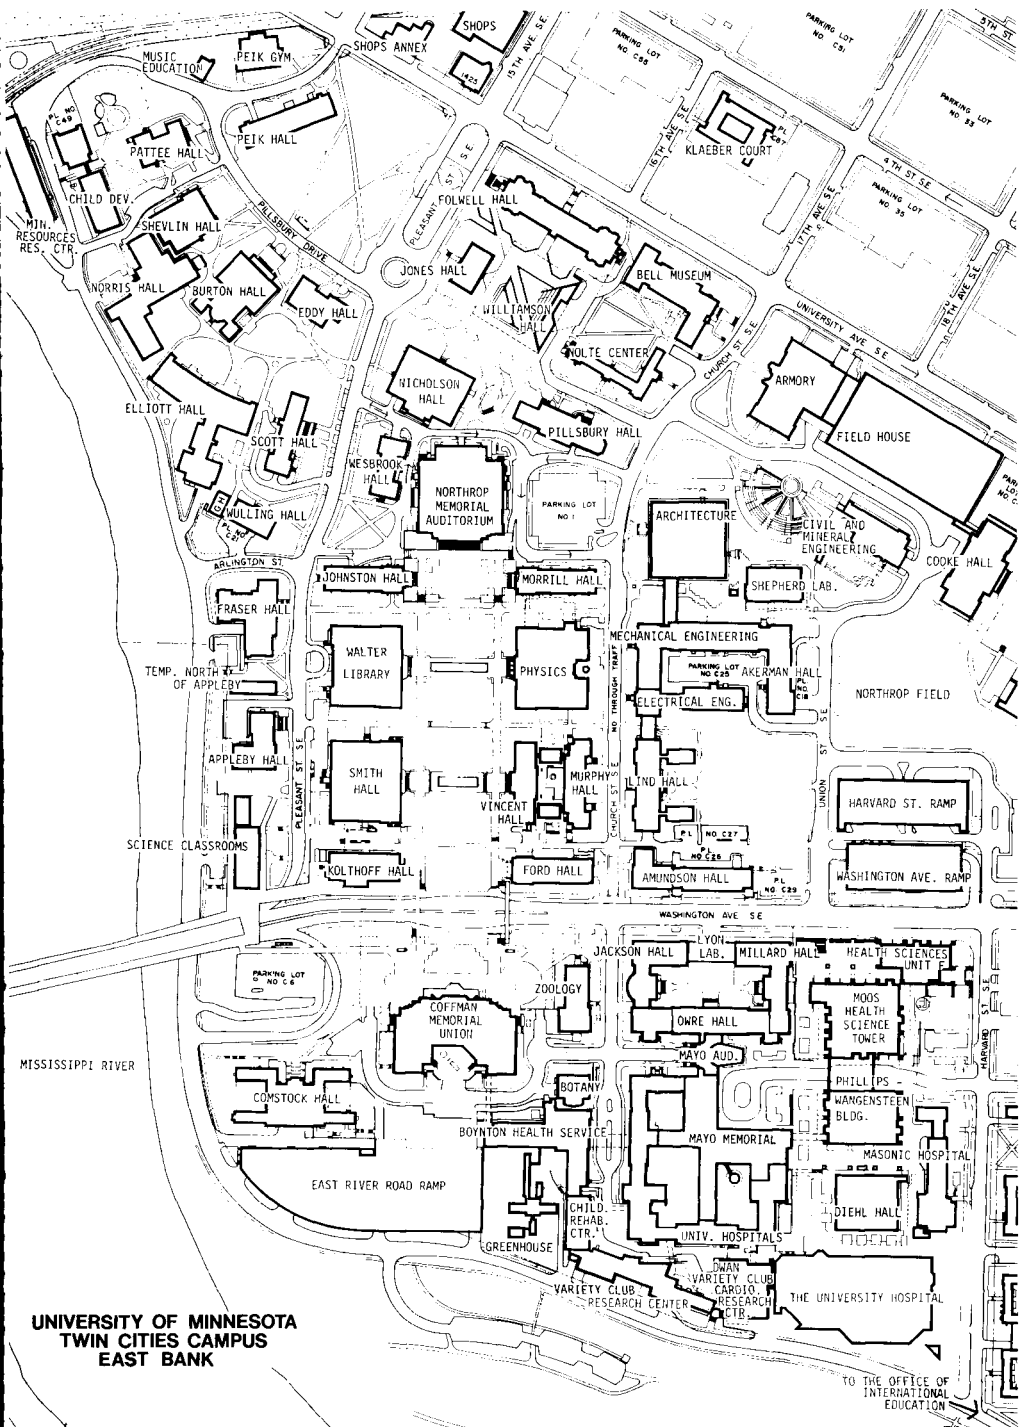 SHOPS
SHOPS ANNEX
1425
15TH AVE. S.E.
PARKING LOT
NO C55
PARKING LOT
NO. C51
5TH ST
MUSIC
EDUCATION
PEIK GYM
PL NO
C49
PATTEE HALL
PEIK HALL
16TH AVE S.E
PL
C67
KLAEBER COURT
PARKING LOT
NO 33
4TH ST S.E
PARKING LOT
NO. 35
17TH AVE S.E
18TH AVE S.E
CHILD DEV.
SHEVLIN HALL
MIN.
RESOURCES
RES. CTR.
PILLSBURY DRIVE
PLEASANT ST S.E
FOLWELL HALL
NORRIS HALL
BURTON HALL
EDDY HALL
JONES HALL
BELL MUSEUM
WILLIAMSON
HALL
UNIVERSITY AVE S.E
CHURCH ST S.E
NOLTE CENTER
ARMORY
NICHOLSON
HALL
ELLIOTT HALL
SCOTT HALL
PILLSBURY HALL
FIELD HOUSE
WESBROOK
HALL
NORTHROP
MEMORIAL
AUDITORIUM
PARKING LOT
NO. 1
ARCHITECTURE
CIVIL AND
MINERAL
ENGINEERING
COOKE HALL
WULLING HALL
PL NO
C21
ARLINGTON ST.
JOHNSTON HALL
MORRILL HALL
SHEPHERD LAB.
FRASER HALL
MECHANICAL ENGINEERING
WALTER
LIBRARY
PHYSICS
PARKING LOT
NO. C25
AKERMAN HALL
PL
NO.
C18
NORTHROP FIELD
TEMP. NORTH
OF APPLEBY
ELECTRICAL ENG.
CHURCH ST S.E. NO THROUGH TRAFF
UNION ST S.E
APPLEBY HALL
PLEASANT ST S.E
SMITH
HALL
VINCENT
HALL
MURPHY
HALL
LIND HALL
HARVARD ST. RAMP
SCIENCE CLASSROOMS
P.L. NO. C27
P.L.
NO C26
KOLTHOFF HALL
FORD HALL
AMUNDSON HALL
PL
NO. C29
WASHINGTON AVE. RAMP
WASHINGTON AVE S.E
JACKSON HALL
LYON
LAB.
MILLARD HALL
HEALTH SCIENCES
UNIT F
PARKING LOT
NO C6
ZOOLOGY
COFFMAN
MEMORIAL
UNION
OWRE HALL
MOOS
HEALTH
SCIENCE
TOWER
HARVARD ST S.E
MISSISSIPPI RIVER
MAYO AUD.
COMSTOCK HALL
BOTANY
PHILLIPS
WANGENSTEEN
BLDG.
BOYNTON HEALTH SERVICE
MAYO MEMORIAL
MASONIC HOSPITAL
EAST RIVER ROAD RAMP
CHILD.
REHAB.
CTR.
DIEHL HALL
GREENHOUSE
UNIV. HOSPITALS
VARIETY CLUB
RESEARCH CENTER
DWAN
VARIETY CLUB
CARDIO.
RESEARCH
CTR.
THE UNIVERSITY HOSPITAL
UNIVERSITY OF MINNESOTA
TWIN CITIES CAMPUS
EAST BANK
TO THE OFFICE OF
INTERNATIONAL
EDUCATION